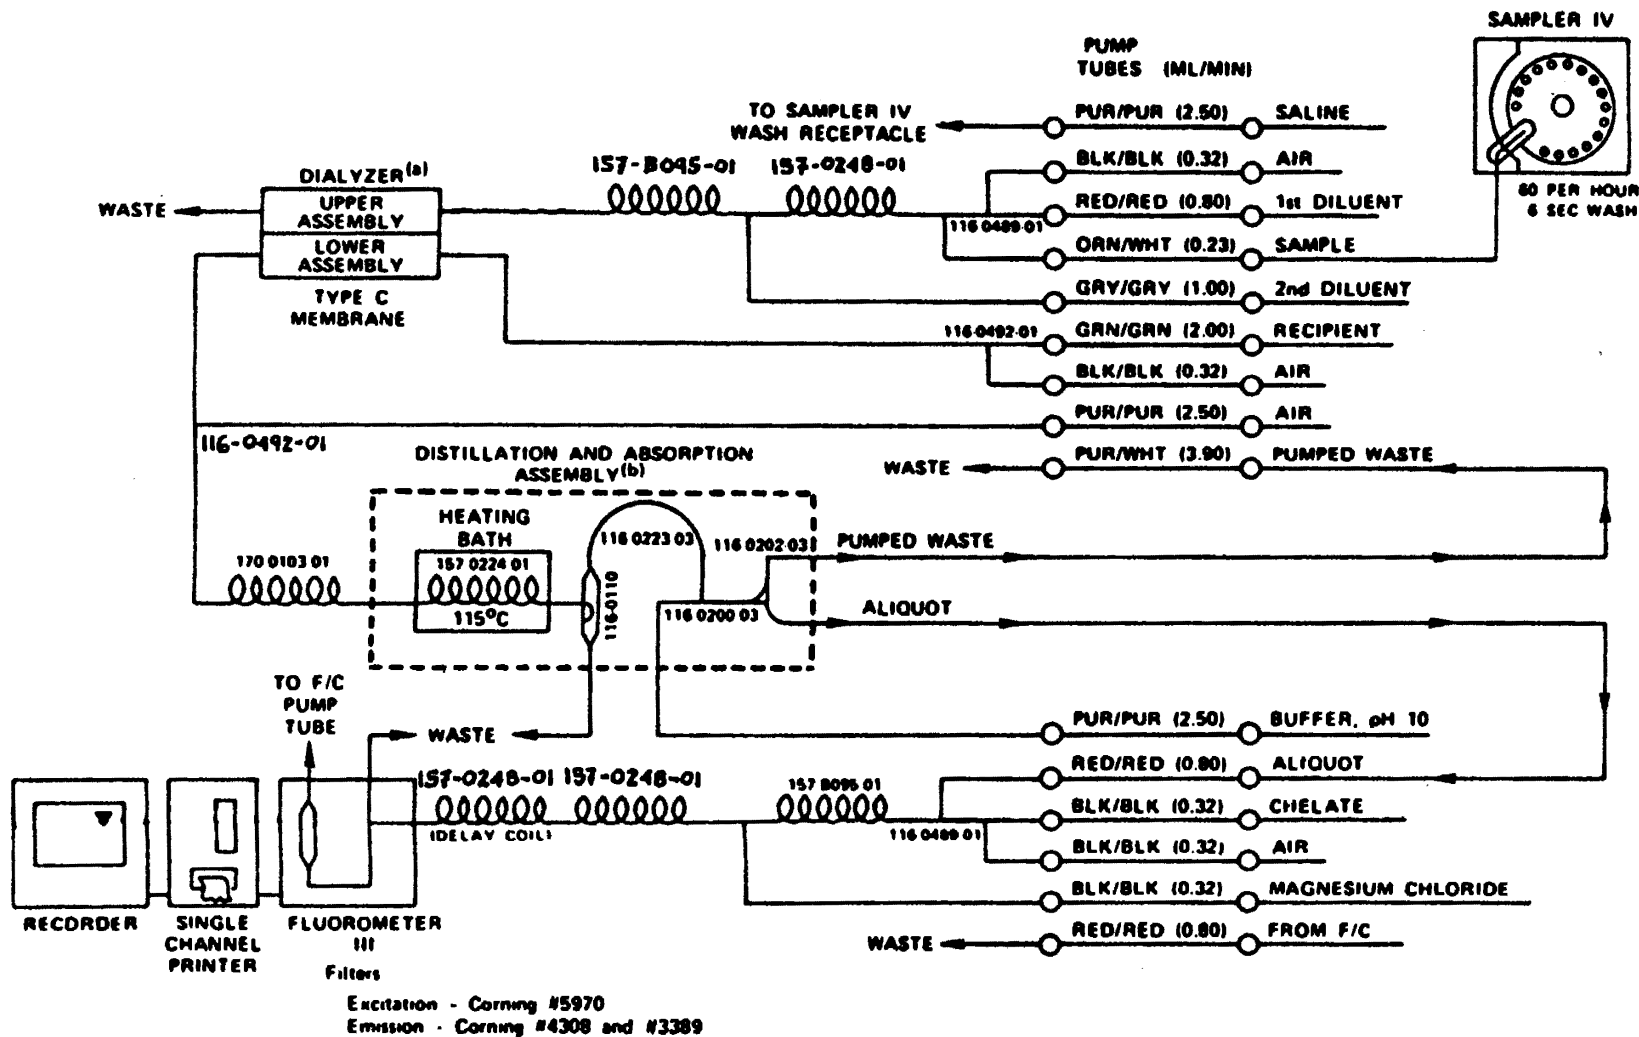 SAMPLER IV
60 PER HOUR
6 SEC WASH
PUMP
TUBES (ML/MIN)
TO SAMPLER IV
WASH RECEPTACLE
PUR/PUR (2.50) SALINE
157-B095-01 157-0248-01
BLK/BLK (0.32) AIR
DIALYZER(a)
WASTE
UPPER
ASSEMBLY
LOWER
ASSEMBLY
TYPE C
MEMBRANE
116 0489-01
RED/RED (0.80) 1st DILUENT
ORN/WHT (0.23) SAMPLE
GRY/GRY (1.00) 2nd DILUENT
116-0492-01
GRN/GRN (2.00) RECIPIENT
BLK/BLK (0.32) AIR
PUR/PUR (2.50) AIR
116-0492-01
WASTE
PUR/WHT (3.90) PUMPED WASTE
DISTILLATION AND ABSORPTION
ASSEMBLY(b)
HEATING
BATH
170 0103 01
157 0224 01
115°C
116-0110
116 0223 03
116 0202-03
116 0200 03
PUMPED WASTE
ALIQUOT
TO F/C
PUMP
TUBE
WASTE
PUR/PUR (2.50) BUFFER, pH 10
157-0248-01 157-0248-01
(DELAY COIL)
157 B095 01
116 0489-01
RED/RED (0.80) ALIQUOT
BLK/BLK (0.32) CHELATE
BLK/BLK (0.32) AIR
BLK/BLK (0.32) MAGNESIUM CHLORIDE
WASTE
RED/RED (0.80) FROM F/C
RECORDER
SINGLE
CHANNEL
PRINTER
FLUOROMETER
III
Filters
Excitation - Corning #5970
Emission - Corning #4308 and #3389